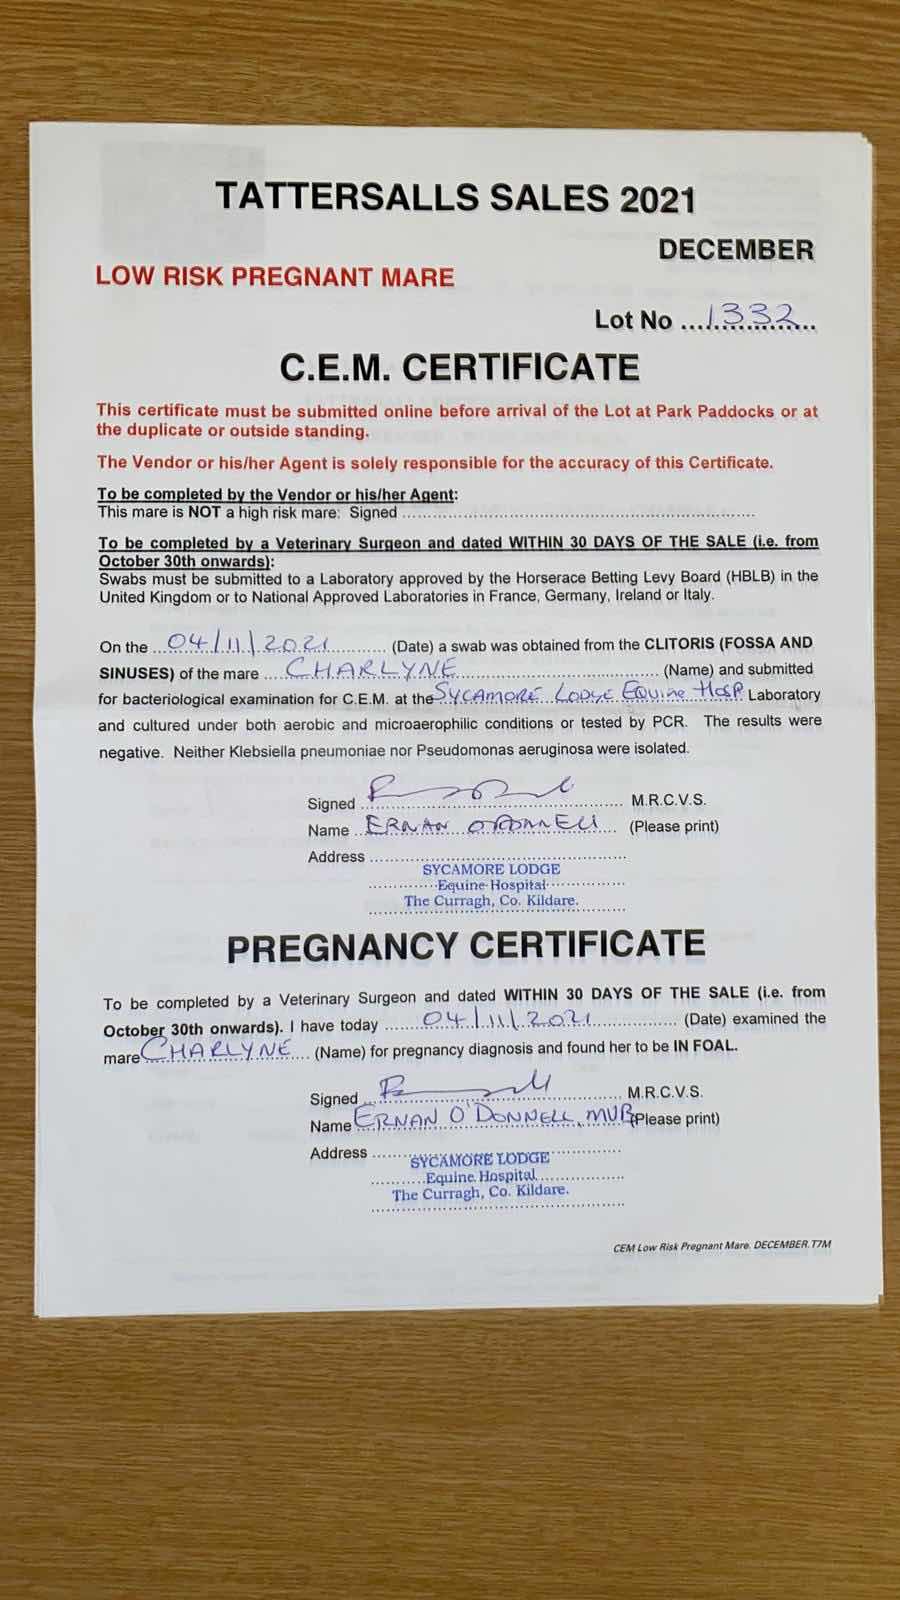 TATTERSALLS SALES 2021
DECEMBER
LOW RISK PREGNANT MARE
Lot No ....1332....
C.E.M. CERTIFICATE
This certificate must be submitted online before arrival of the Lot at Park Paddocks or at
the duplicate or outside standing.
The Vendor or his/her Agent is solely responsible for the accuracy of this Certificate.
To be completed by the Vendor or his/her Agent:
This mare is NOT a high risk mare: Signed ........................................................
To be completed by a Veterinary Surgeon and dated WITHIN 30 DAYS OF THE SALE (i.e. from
October 30th onwards):
Swabs must be submitted to a Laboratory approved by the Horserace Betting Levy Board (HBLB) in the
United Kingdom or to National Approved Laboratories in France, Germany, Ireland or Italy.
On the ...04/11/2021............ (Date) a swab was obtained from the CLITORIS (FOSSA AND
SINUSES) of the mare ....CHARLYNE........................................ (Name) and submitted
for bacteriological examination for C.E.M. at the SYCAMORE LODGE EQUINE HOSP Laboratory
and cultured under both aerobic and microaerophilic conditions or tested by PCR. The results were
negative. Neither Klebsiella pneumoniae nor Pseudomonas aeruginosa were isolated.
Signed ........................................ M.R.C.V.S.
Name ..ERNAN O'DONNELL... (Please print)
Address ........................................
SYCAMORE LODGE
Equine Hospital
The Curragh, Co. Kildare.
PREGNANCY CERTIFICATE
To be completed by a Veterinary Surgeon and dated WITHIN 30 DAYS OF THE SALE (i.e. from
October 30th onwards). I have today .......04/11/2021............... (Date) examined the
mare CHARLYNE ... (Name) for pregnancy diagnosis and found her to be IN FOAL.
Signed ........................................ M.R.C.V.S.
Name ERNAN O'DONNELL, MVB (Please print)
Address ........................................
SYCAMORE LODGE
Equine Hospital
The Curragh, Co. Kildare.
CEM Low Risk Pregnant Mare. DECEMBER.T7M